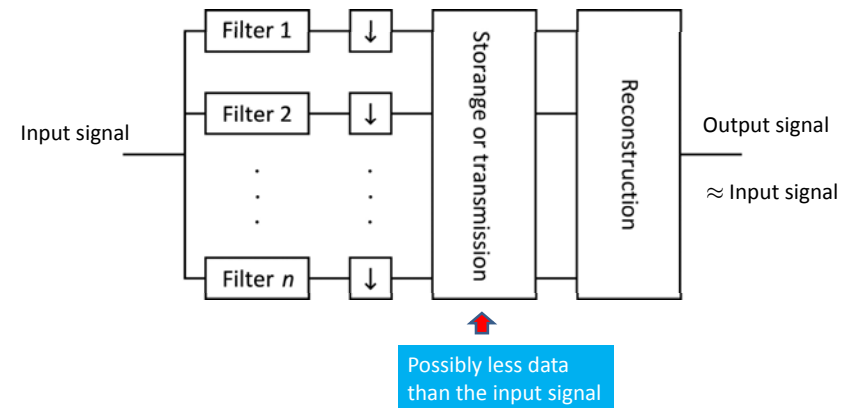 Input signal
Filter 1
↓
Filter 2
↓
. .
. .
. .
Filter n
↓
Storange or transmission
Reconstruction
Output signal
≈ Input signal
Possibly less data
than the input signal